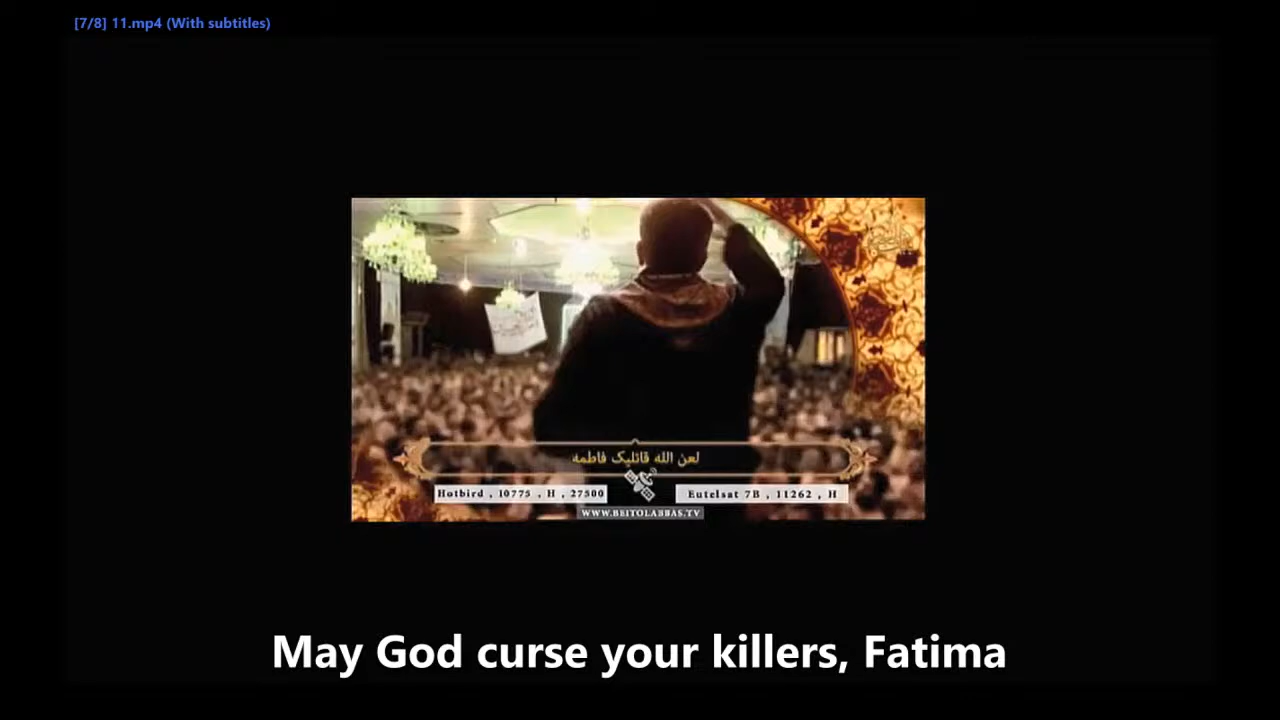 [7/8] 11.mp4 (With subtitles)
لعن الله قاتلیک فاطمه
Hotbird , 10775 , H , 27500
Eutelsat 7B , 11262 , H
WWW.BEITOLABBAS.TV
May God curse your killers, Fatima